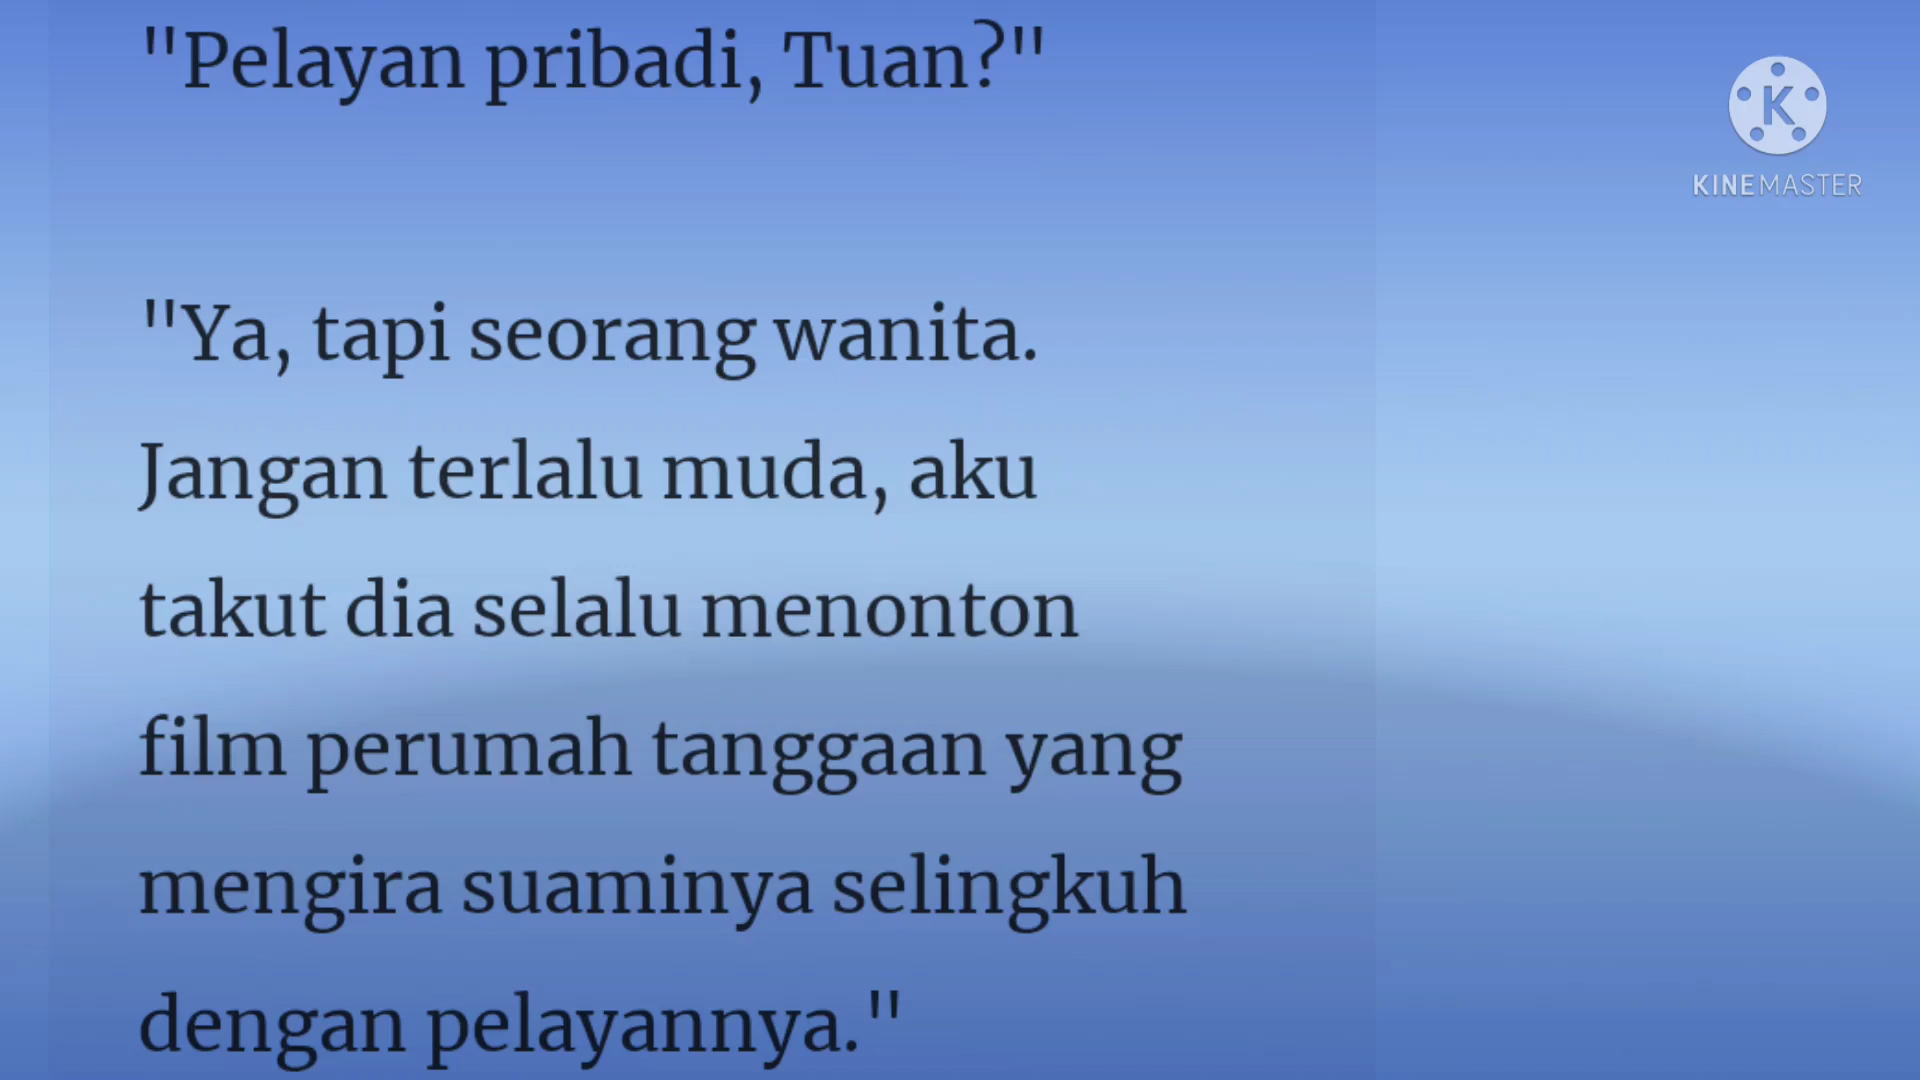 "Pelayan pribadi, Tuan?"
K
KINEMASTER
"Ya, tapi seorang wanita.
Jangan terlalu muda, aku
takut dia selalu menonton
film perumah tanggaan yang
mengira suaminya selingkuh
dengan pelayannya."